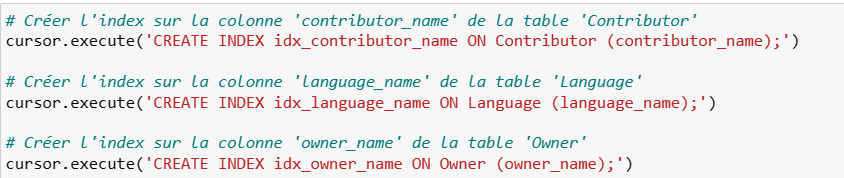 # Créer l'index sur la colonne 'contributor_name' de la table 'Contributor'
cursor.execute('CREATE INDEX idx_contributor_name ON Contributor (contributor_name);')
# Créer l'index sur la colonne 'language_name' de la table 'Language'
cursor.execute('CREATE INDEX idx_language_name ON Language (language_name);')
# Créer l'index sur la colonne 'owner_name' de la table 'Owner'
cursor.execute('CREATE INDEX idx_owner_name ON Owner (owner_name);')